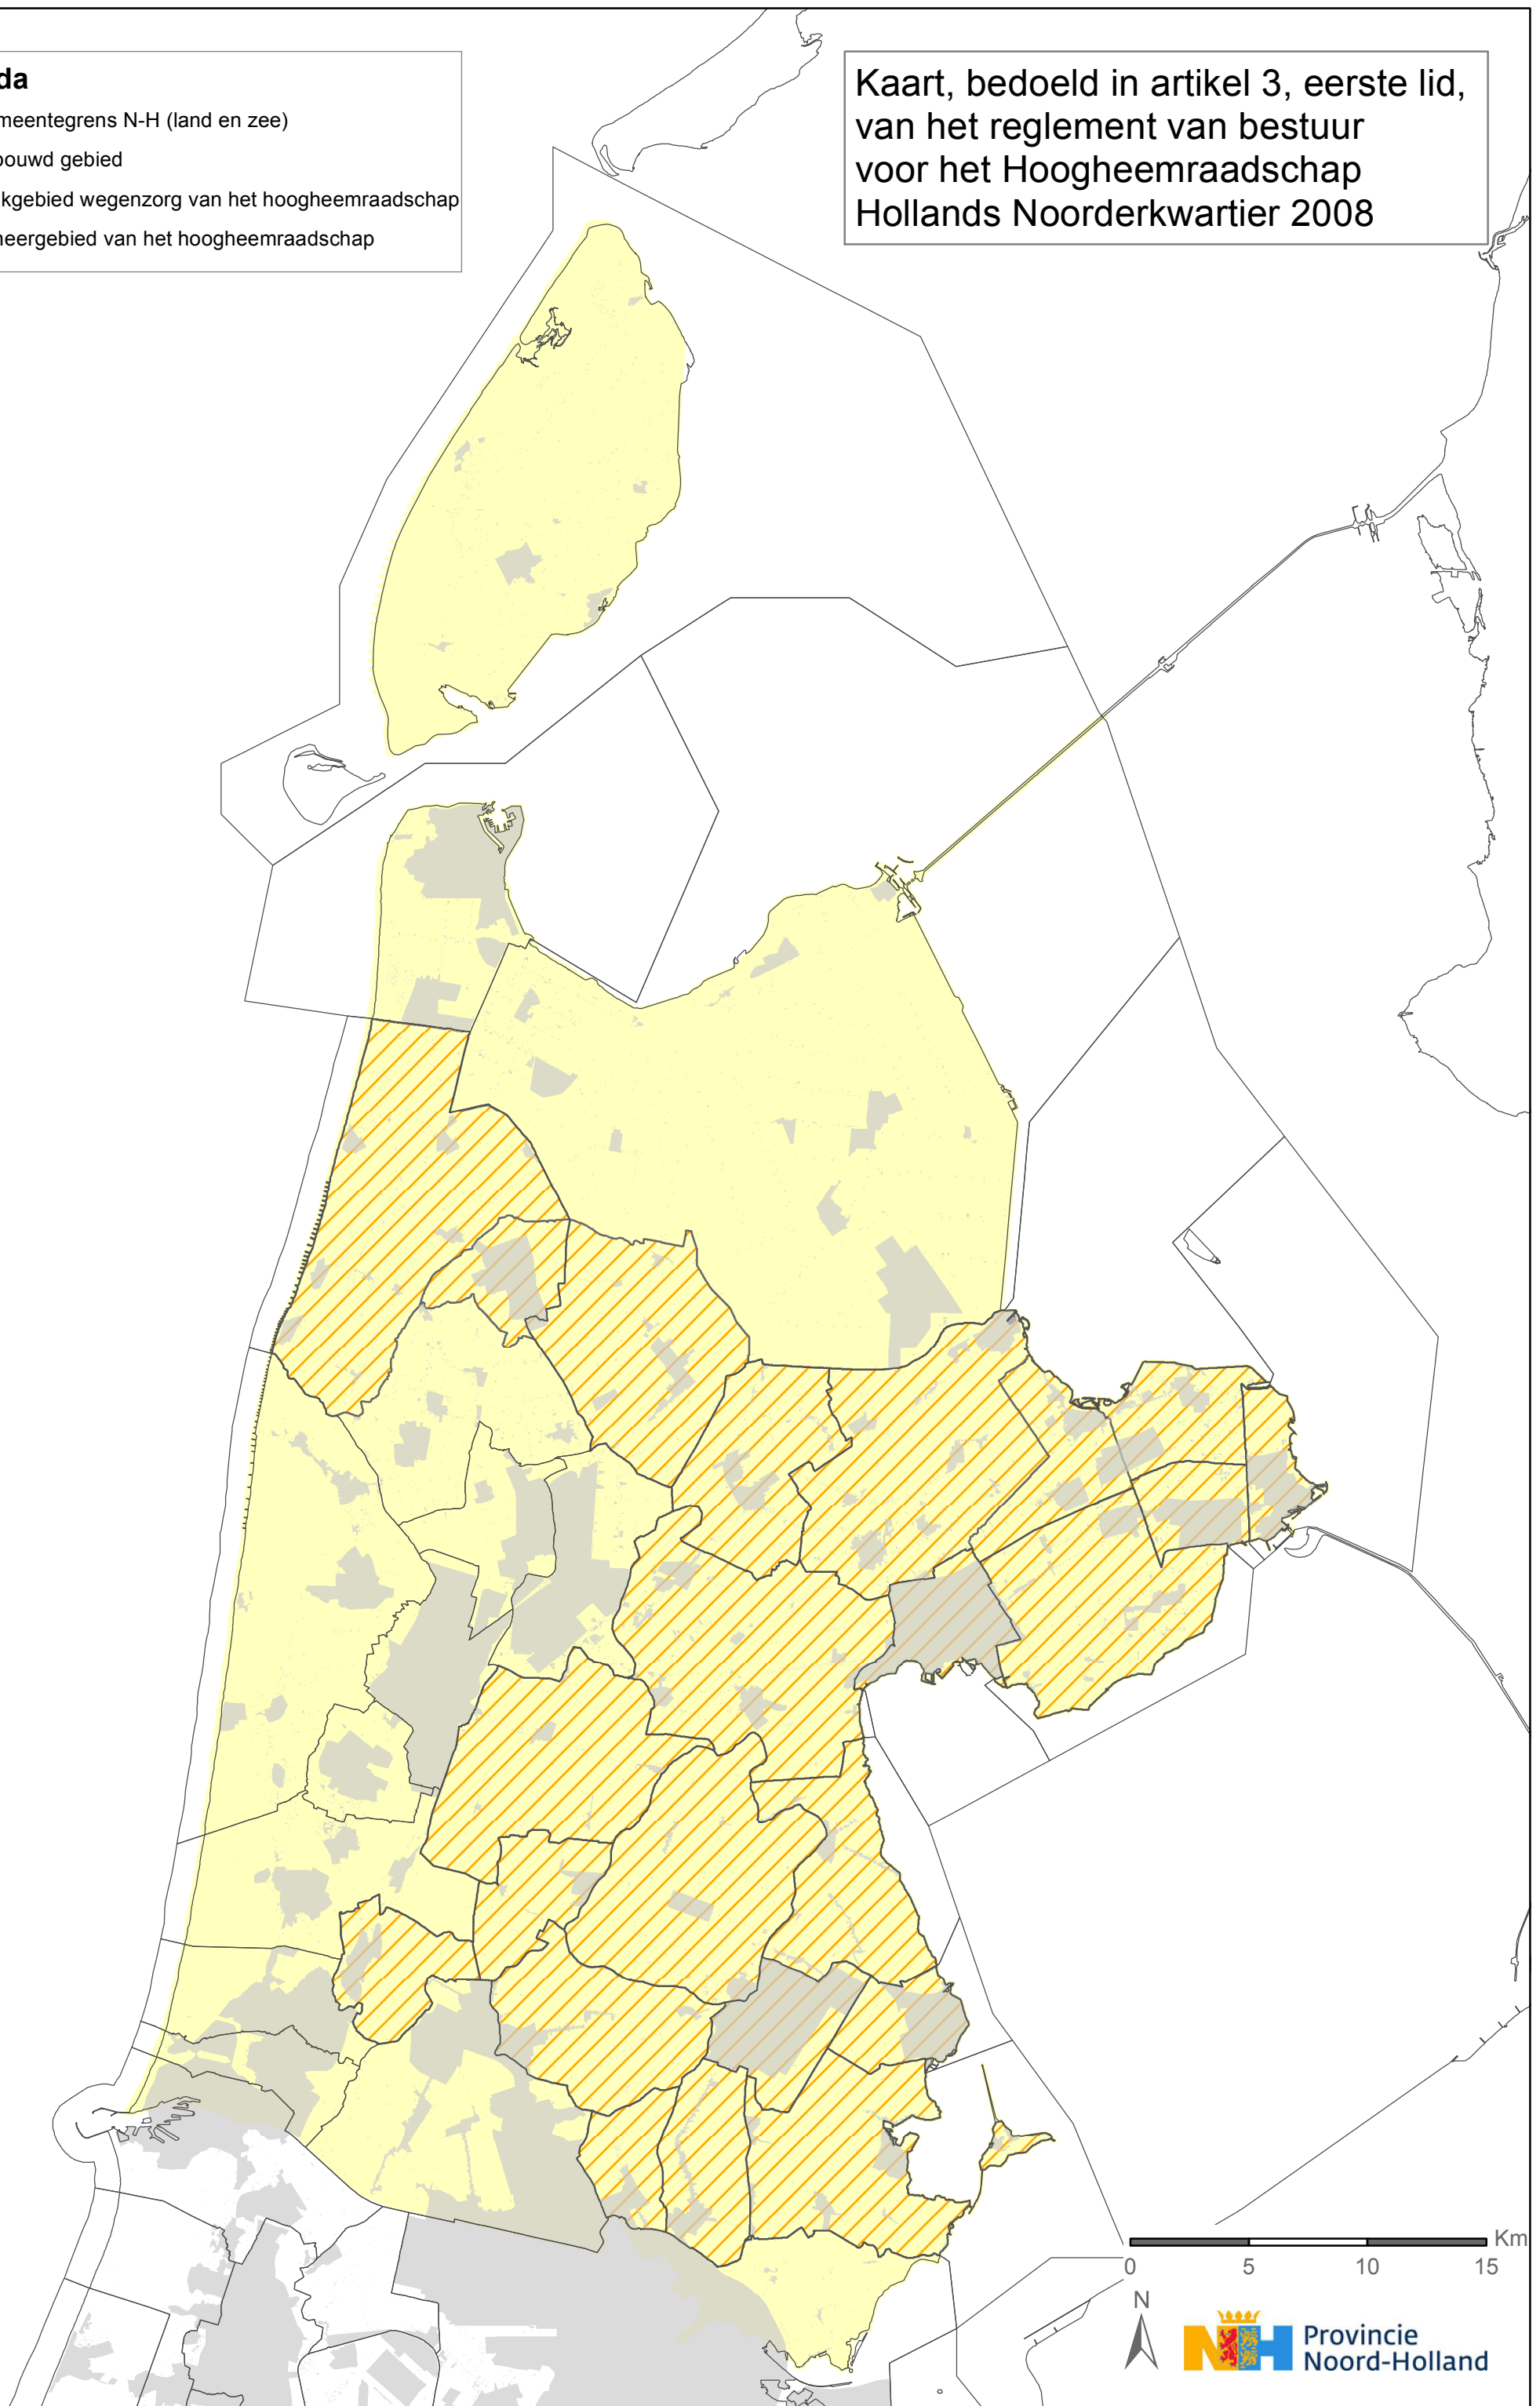 da
meentegrens N-H (land en zee)
bouwd gebied
kgebied wegenzorg van het hoogheemraadschap
heergebied van het hoogheemraadschap
Kaart, bedoeld in artikel 3, eerste lid,
van het reglement van bestuur
voor het Hoogheemraadschap
Hollands Noorderkwartier 2008
Km
0 5 10 15
N
NH Provincie
Noord-Holland